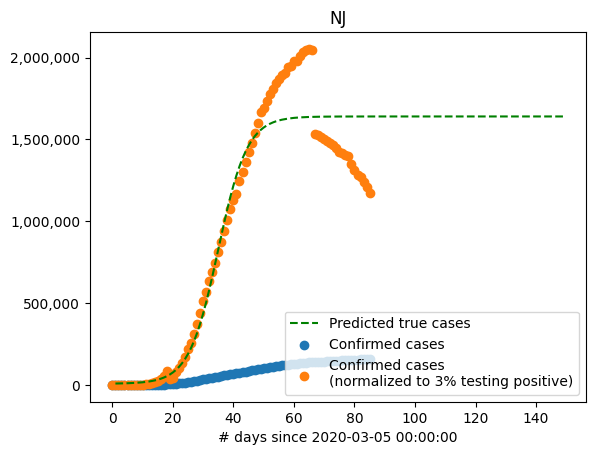 NJ
2,000,000
1,500,000
1,000,000
500,000
0
Predicted true cases
Confirmed cases
Confirmed cases
(normalized to 3% testing positive)
0 20 40 60 80 100 120 140
# days since 2020-03-05 00:00:00